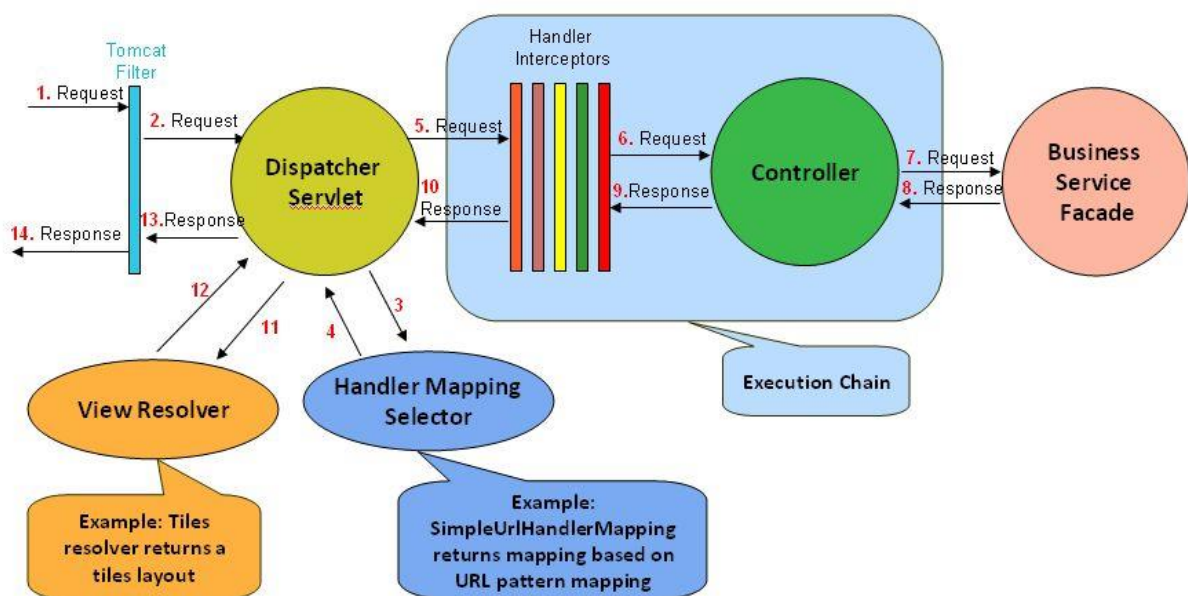 Tomcat
Filter
1. Request
2. Request
Dispatcher
Servlet
13.Response
14. Response
5. Request
10
Response
Handler
Interceptors
6. Request
9.Response
Controller
7. Request
8. Response
Business
Service
Facade
12
11
3
4
View Resolver
Handler Mapping
Selector
Execution Chain
Example: Tiles
resolver returns a
tiles layout
Example:
SimpleUrlHandlerMapping
returns mapping based on
URL pattern mapping